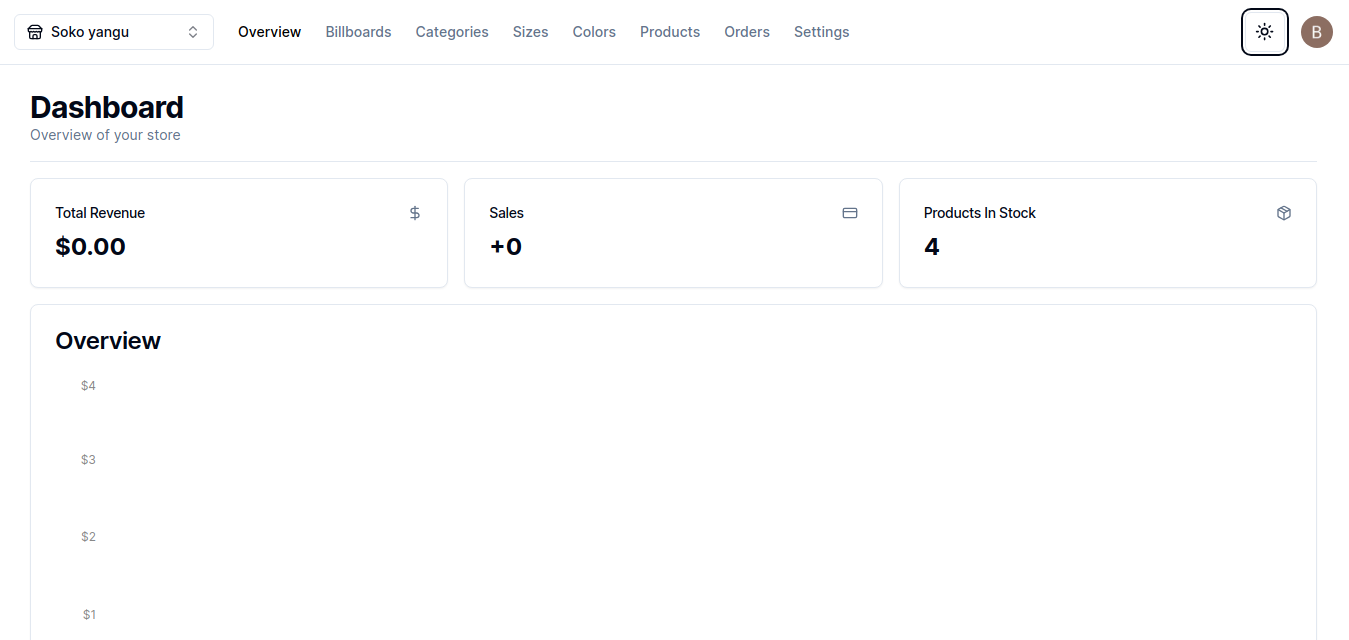 Soko yangu Overview Billboards Categories Sizes Colors Products Orders Settings B
Dashboard
Overview of your store
Total Revenue
$0.00
Sales
+0
Products In Stock
4
Overview
$4
$3
$2
$1